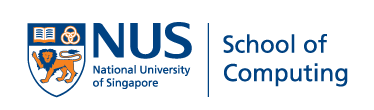 NUS
National University
of Singapore
School of
Computing